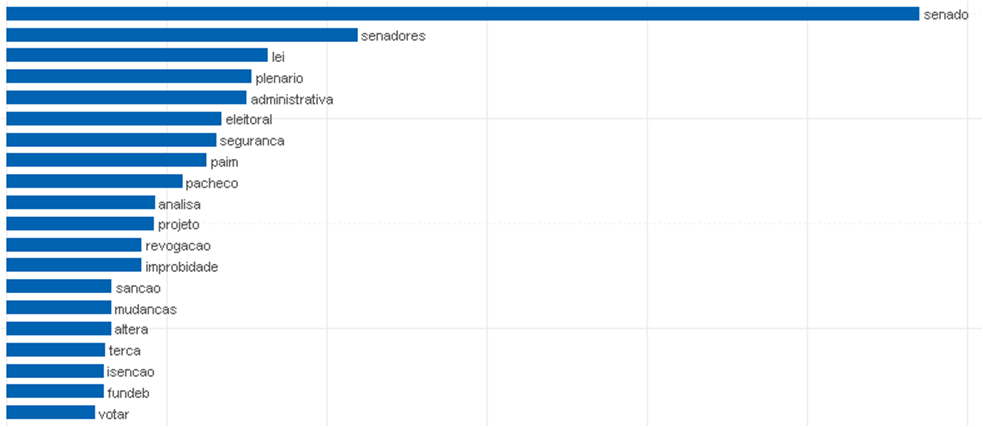 senado
senadores
lei
plenario
administrativa
eleitoral
seguranca
paim
pacheco
analisa
projeto
revogacao
improbidade
sancao
mudancas
altera
terca
isencao
fundeb
votar